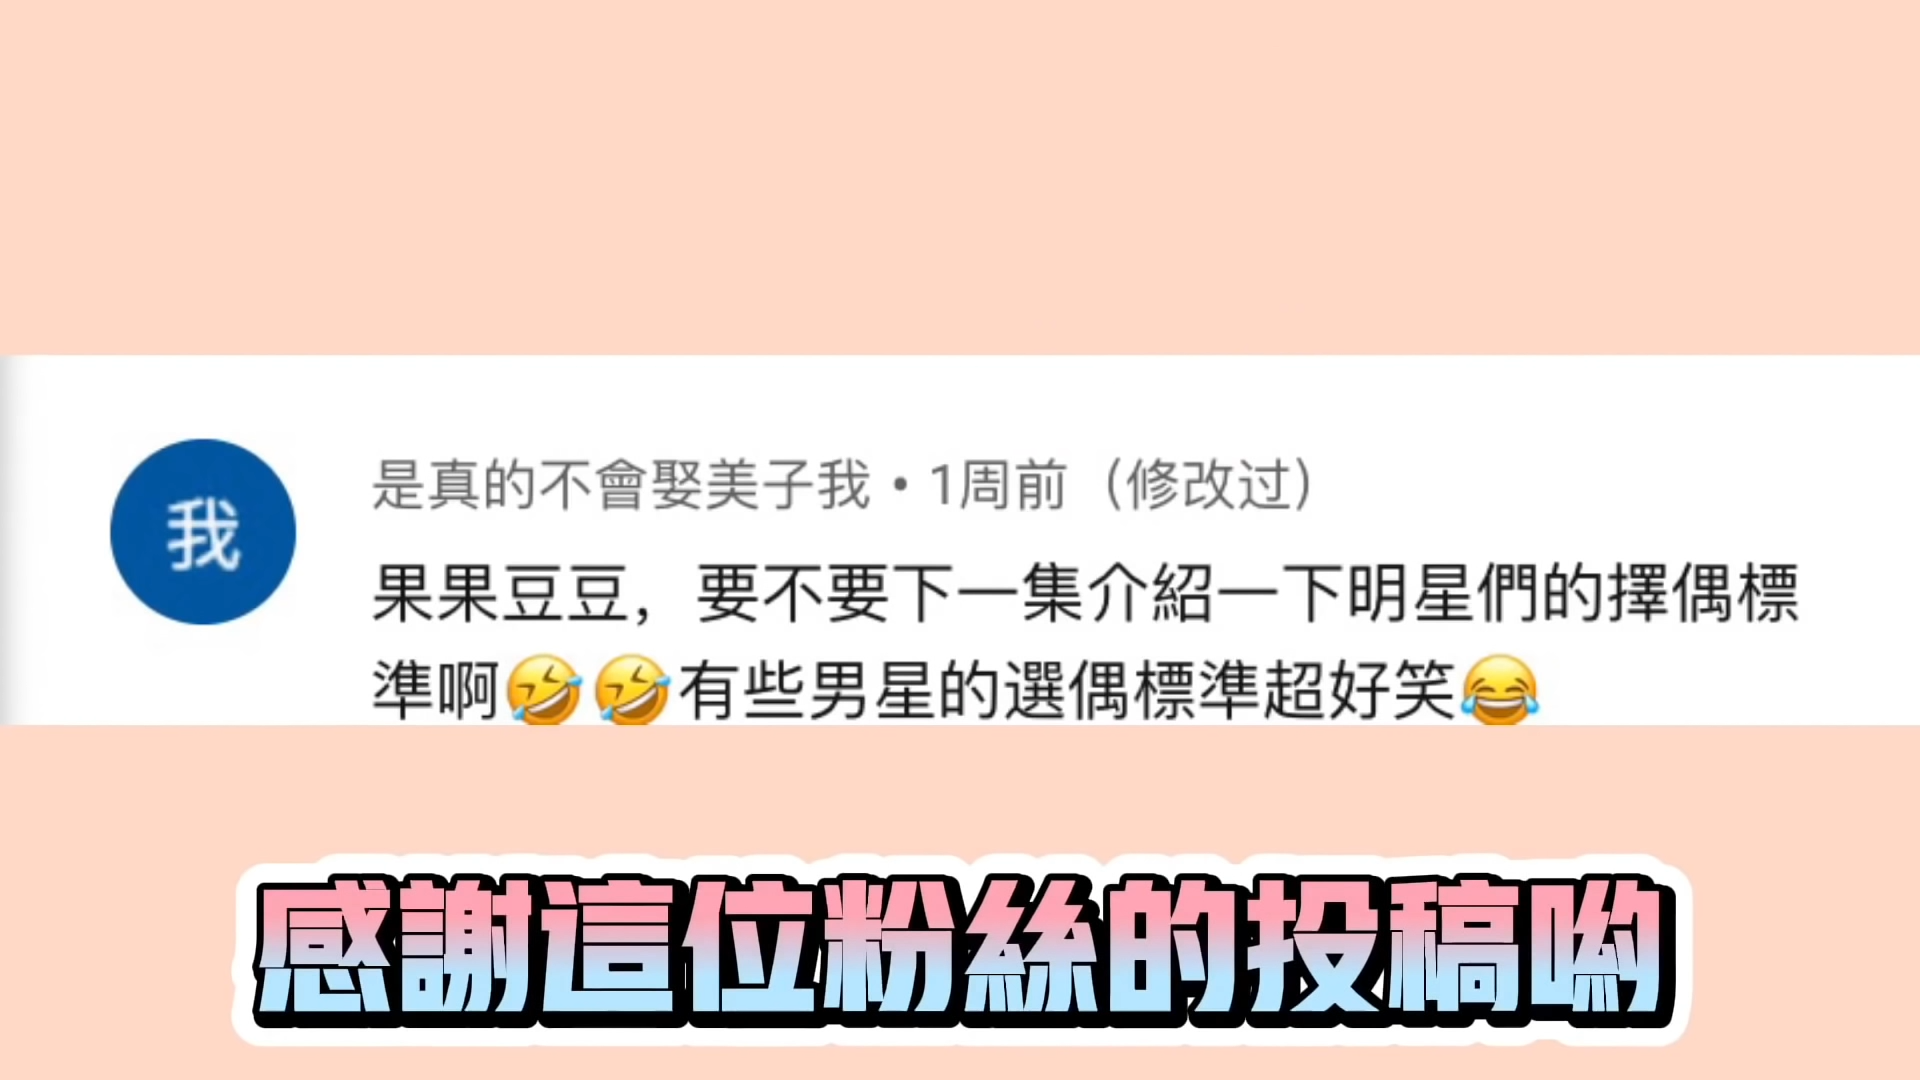 我
是真的不會娶美子我•1周前（修改过）
果果豆豆，要不要下一集介紹一下明星們的擇偶標
準啊🤣🤣有些男星的選偶標準超好笑😂
感謝這位粉絲的投稿喲